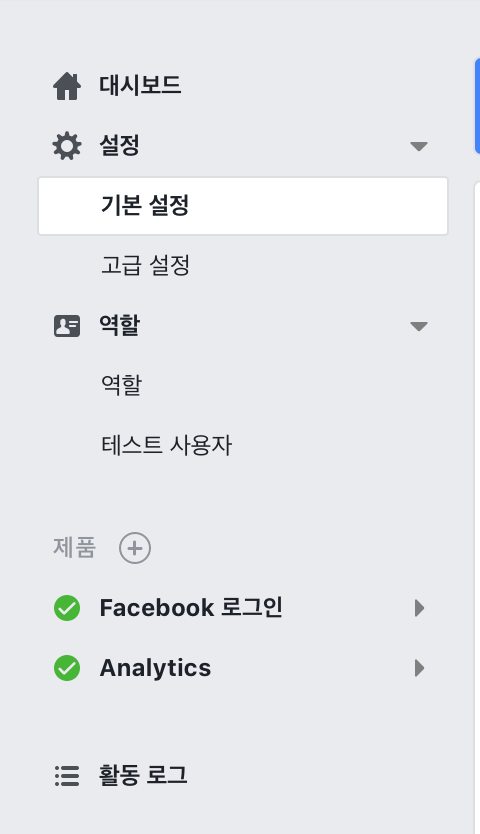 대시보드
설정
기본 설정
고급 설정
역할
역할
테스트 사용자
제품
Facebook 로그인
Analytics
활동 로그